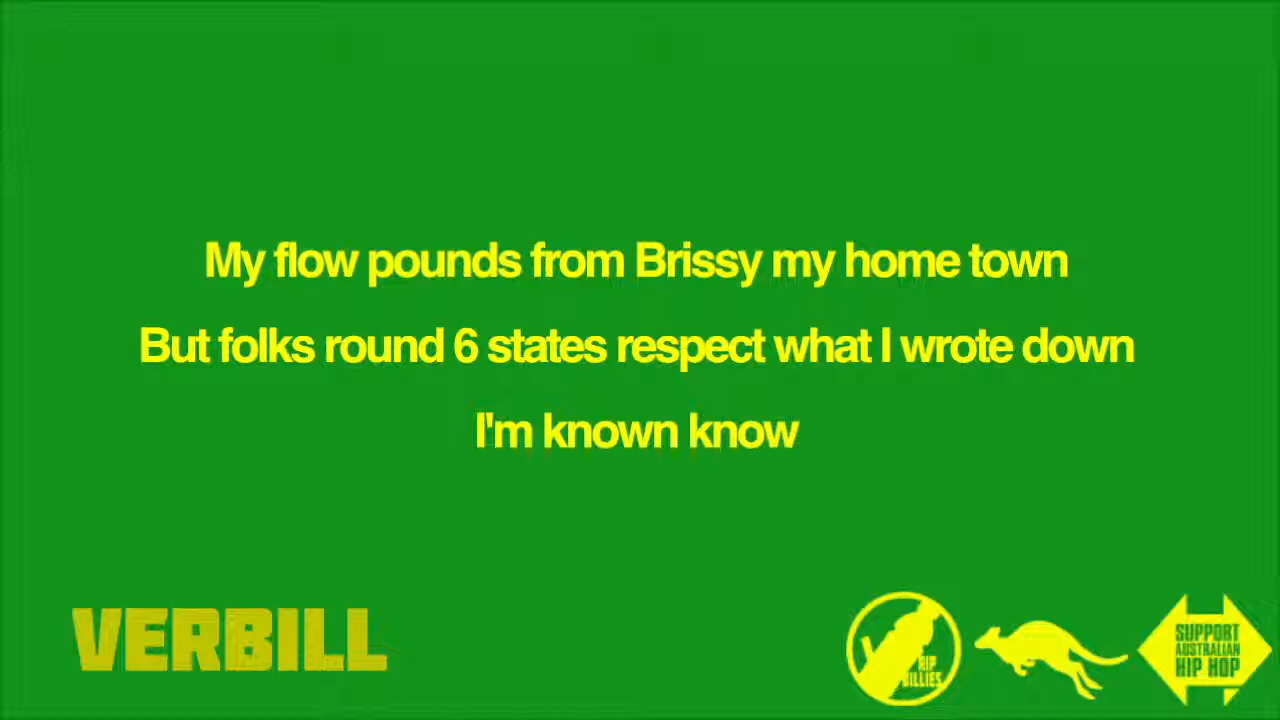 My flow pounds from Brissy my home town
But folks round 6 states respect what I wrote down
I'm known know
VERBILL
BILLIES
SUPPORT
AUSTRALIAN
HIP HOP